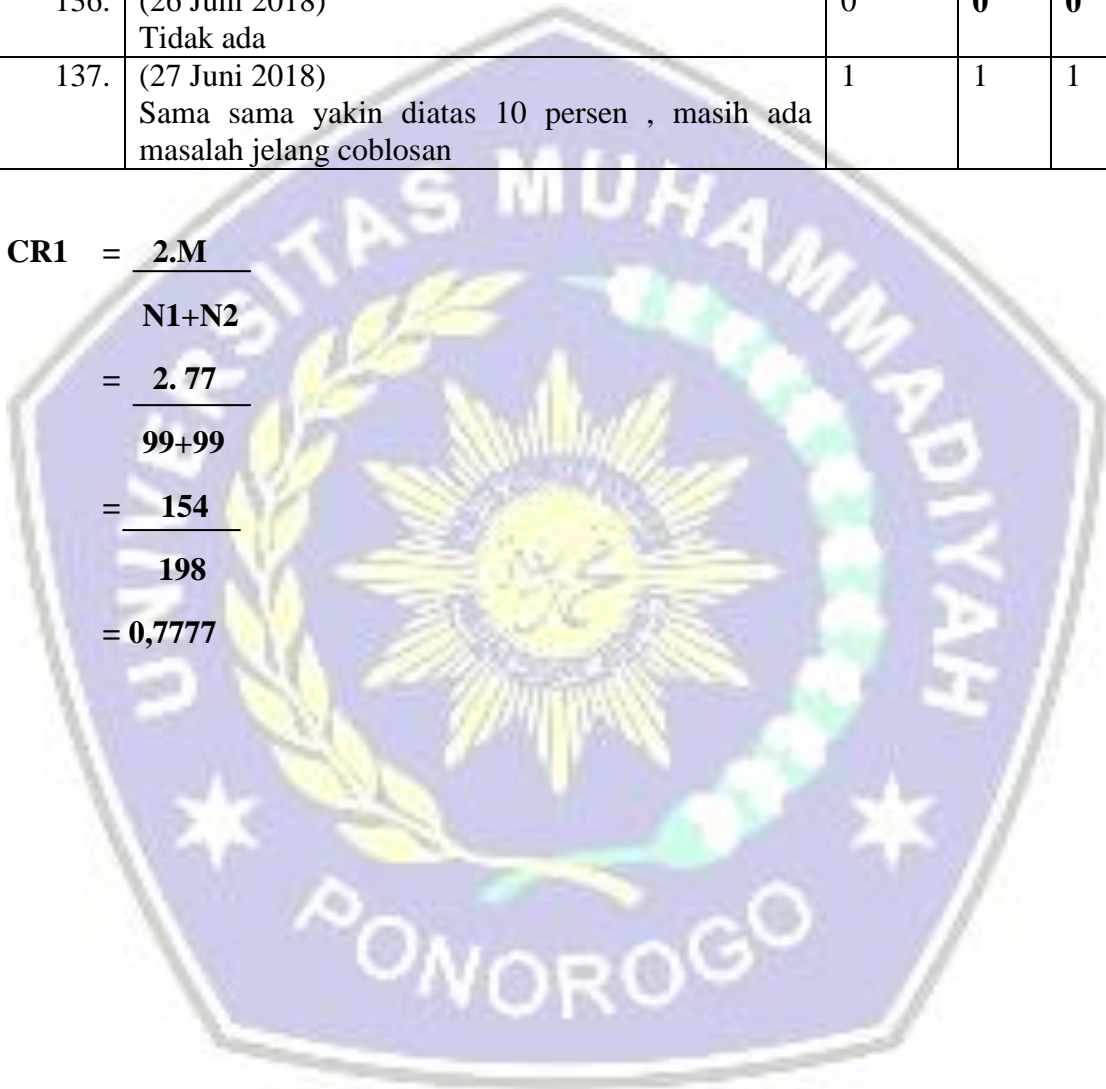 136. (26 Juni 2018) 0 0 0
Tidak ada
137. (27 Juni 2018) 1 1 1
Sama sama yakin diatas 10 persen , masih ada
masalah jelang coblosan
CR1 = 2.M
N1+N2
= 2. 77
99+99
= 154
198
= 0,7777
UNIVERSITAS MUHAMMADIYAH
PONOROGO